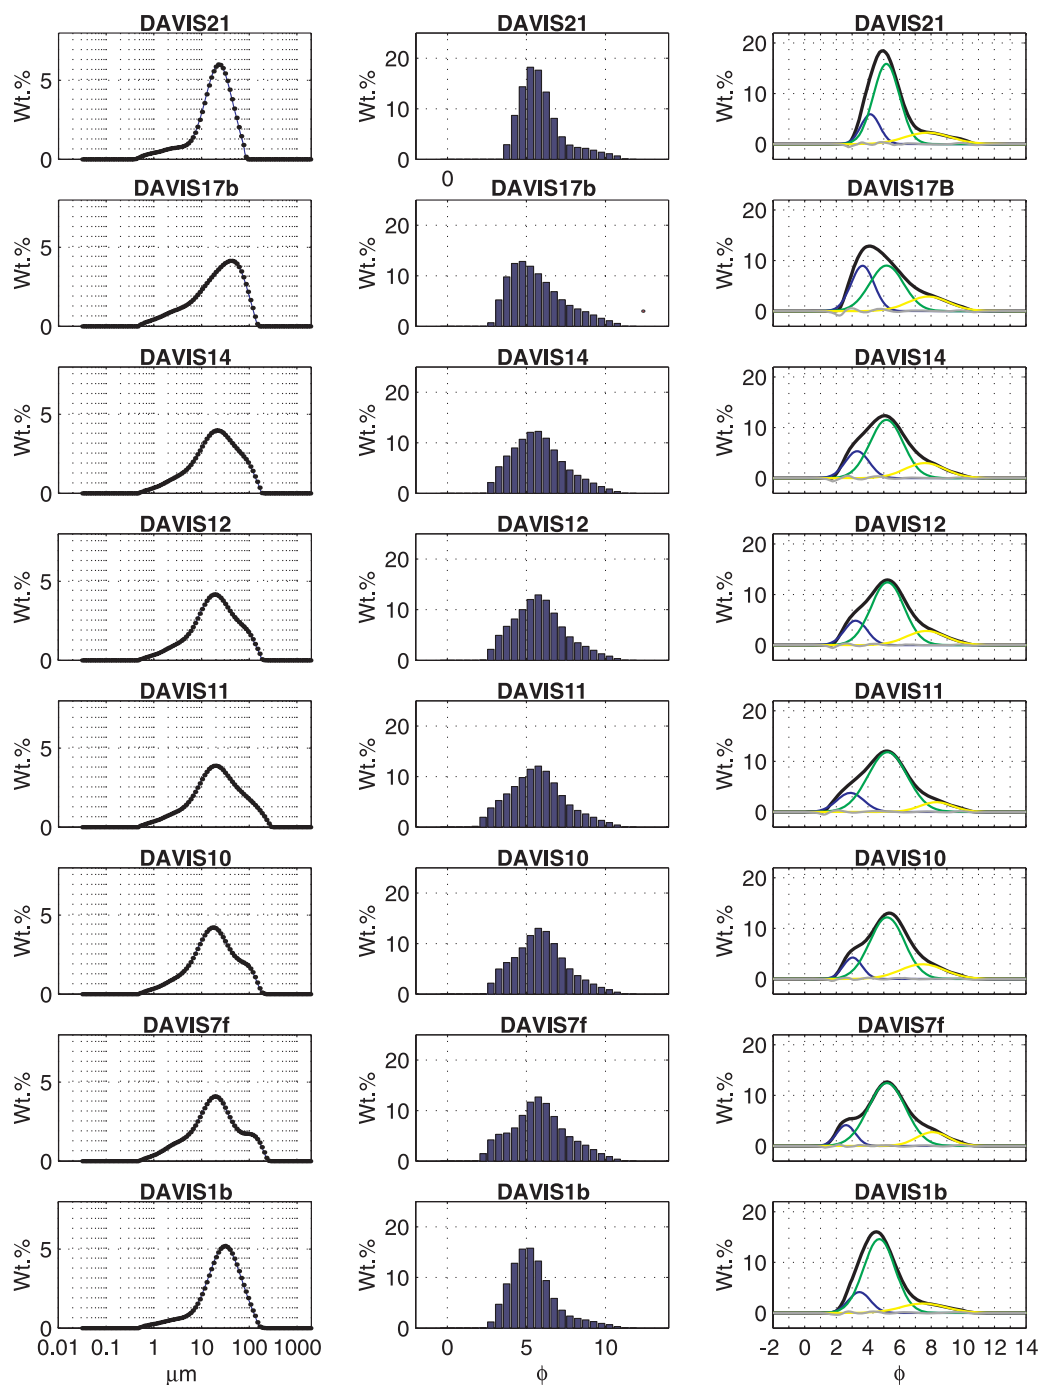 DAVIS21 DAVIS21 DAVIS21
Wt.% 5 0 Wt.% 20 10 0 Wt.% 20 10 0
0
DAVIS17b DAVIS17b DAVIS17B
Wt.% 5 0 Wt.% 20 10 0 Wt.% 20 10 0
DAVIS14 DAVIS14 DAVIS14
Wt.% 5 0 Wt.% 20 10 0 Wt.% 20 10 0
DAVIS12 DAVIS12 DAVIS12
Wt.% 5 0 Wt.% 20 10 0 Wt.% 20 10 0
DAVIS11 DAVIS11 DAVIS11
Wt.% 5 0 Wt.% 20 10 0 Wt.% 20 10 0
DAVIS10 DAVIS10 DAVIS10
Wt.% 5 0 Wt.% 20 10 0 Wt.% 20 10 0
DAVIS7f DAVIS7f DAVIS7f
Wt.% 5 0 Wt.% 20 10 0 Wt.% 20 10 0
DAVIS1b DAVIS1b DAVIS1b
Wt.% 5 0 Wt.% 20 10 0 Wt.% 20 10 0
0.01 0.1 1 10 100 1000 0 5 10 -2 0 2 4 6 8 10 12 14
μm ϕ ϕ